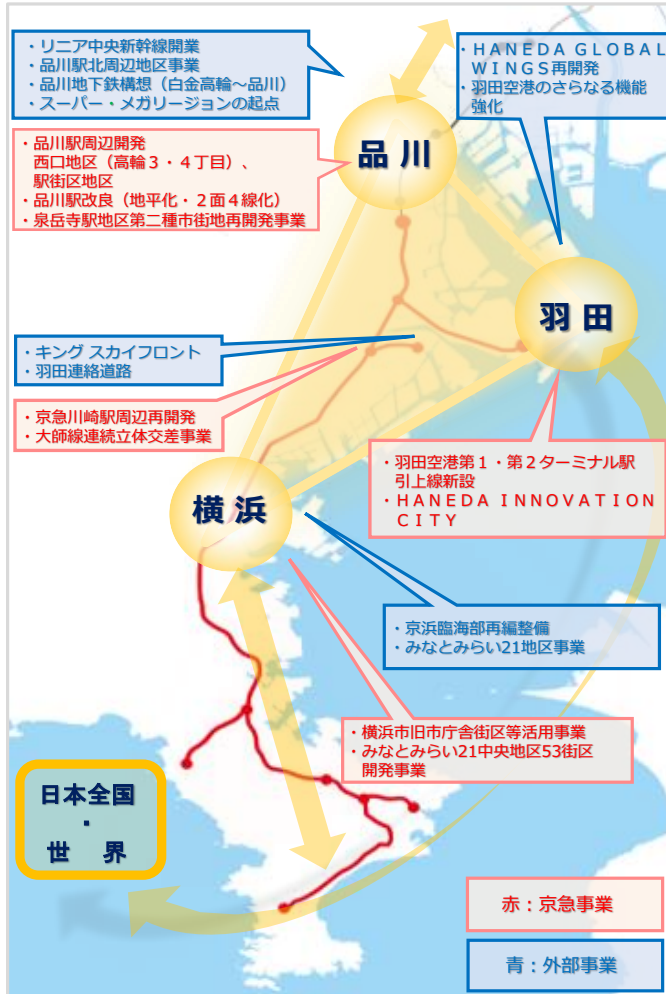 ・リニア中央新幹線開業
・品川駅北周辺地区事業
・品川地下鉄構想（白金高輪～品川）
・スーパー・メガリージョンの起点
・ＨＡＮＥＤＡ ＧＬＯＢＡＬ
ＷＩＮＧＳ再開発
・羽田空港のさらなる機能
強化
・品川駅周辺開発
西口地区（高輪３・４丁目）、
駅街区地区
・品川駅改良（地平化・２面４線化）
・泉岳寺駅地区第二種市街地再開発事業
品川
羽田
・キング スカイフロント
・羽田連絡道路
・京急川崎駅周辺再開発
・大師線連続立体交差事業
・羽田空港第１・第２ターミナル駅
引上線新設
・ＨＡＮＥＤＡ ＩＮＮＯＶＡＴＩＯＮ
ＣＩＴＹ
横浜
・京浜臨海部再編整備
・みなとみらい21地区事業
・横浜市旧市庁舎街区等活用事業
・みなとみらい21中央地区53街区
開発事業
日本全国
・
世　界
赤：京急事業
青：外部事業